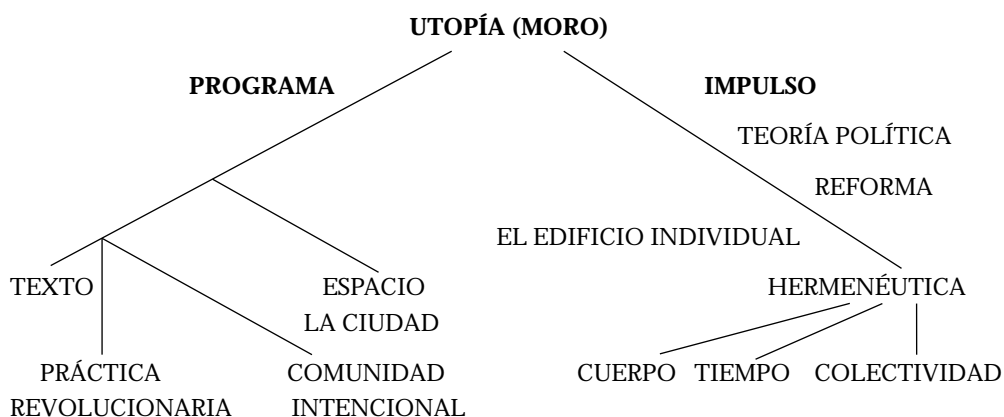 UTOPÍA (MORO)
PROGRAMA
IMPULSO
TEORÍA POLÍTICA
REFORMA
EL EDIFICIO INDIVIDUAL
TEXTO
ESPACIO
LA CIUDAD
HERMENÉUTICA
PRÁCTICA
REVOLUCIONARIA
COMUNIDAD
INTENCIONAL
CUERPO
TIEMPO
COLECTIVIDAD